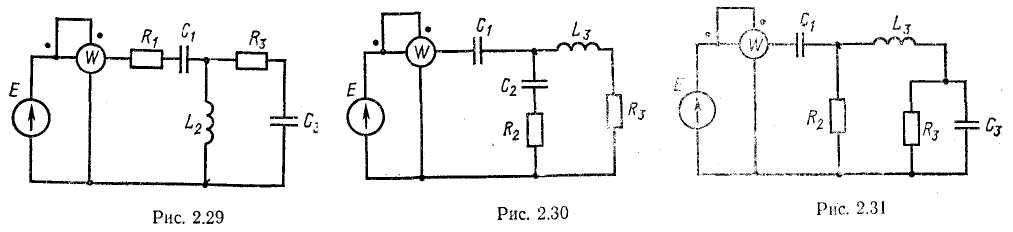 E
W
R₁
C₁
L₂
R₃
C₃
Рис. 2.29
E
W
C₁
C₂
R₂
L₃
R₃
Рис. 2.30
E
W
C₁
R₂
L₃
R₃
C₃
Рис. 2.31